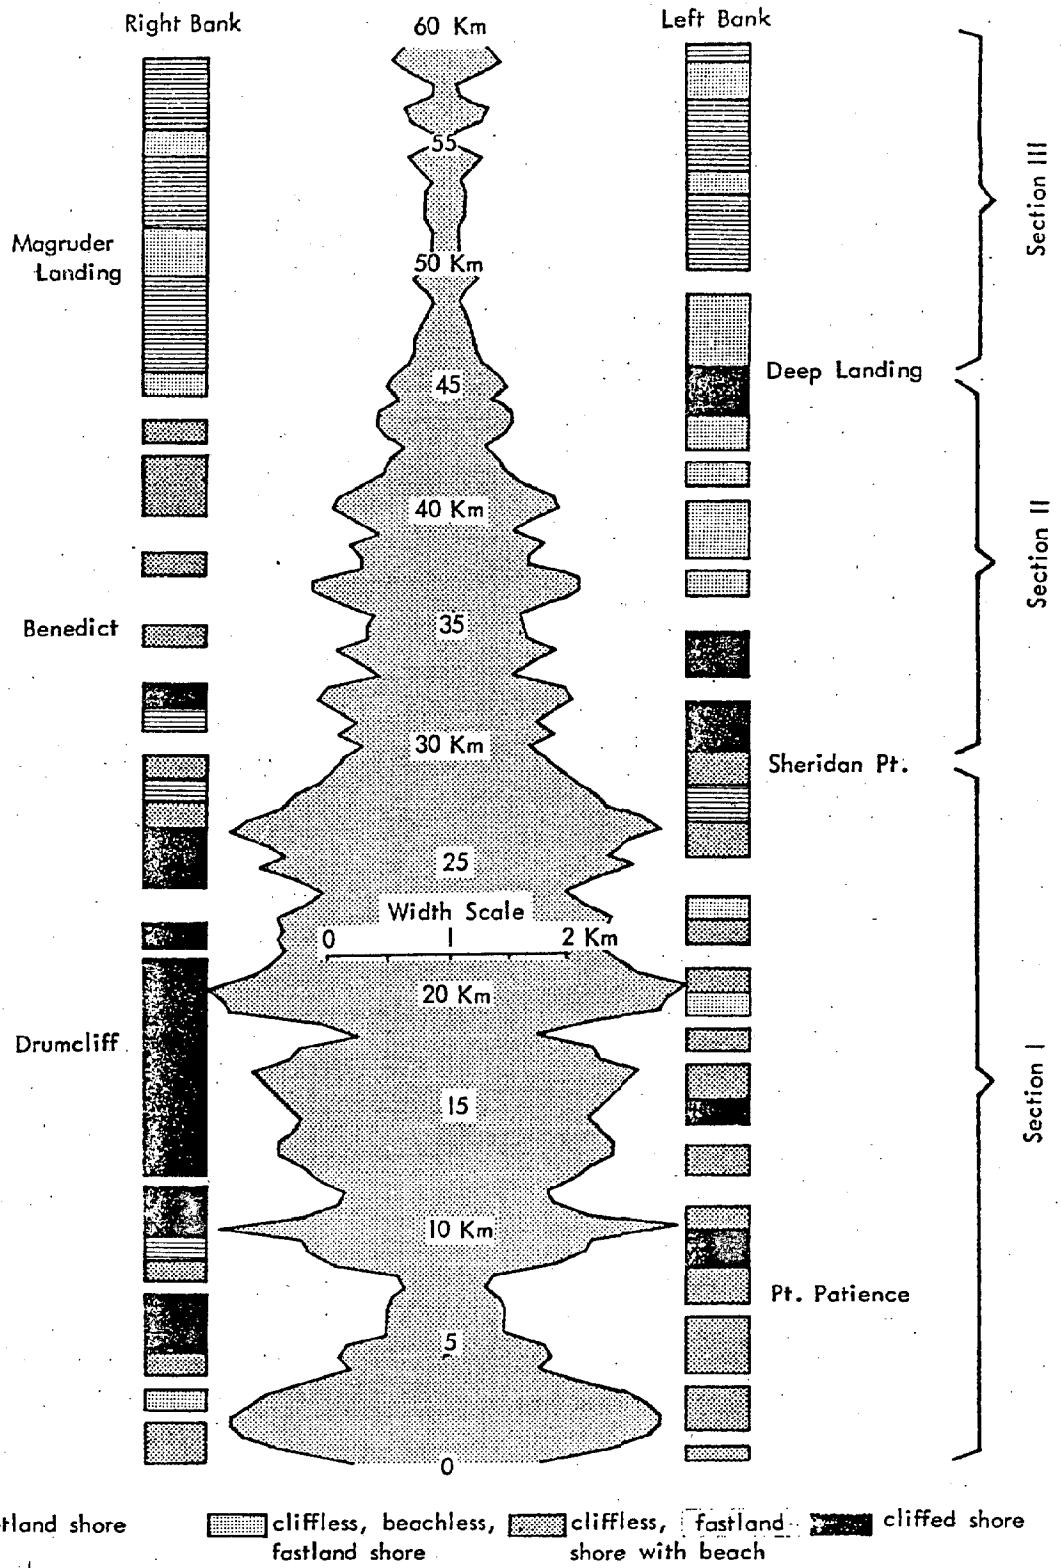 Right Bank
60 Km
Left Bank
55
Section III
Magruder
Landing
50 Km
45
Deep Landing
40 Km
Section II
Benedict
35
30 Km
Sheridan Pt.
25
Width Scale
0 1 2 Km
20 Km
Drumcliff
15
Section I
10 Km
Pt. Patience
5
0
tland shore
cliffless, beachless,
fastland shore
cliffless, fastland
shore with beach
cliffed shore